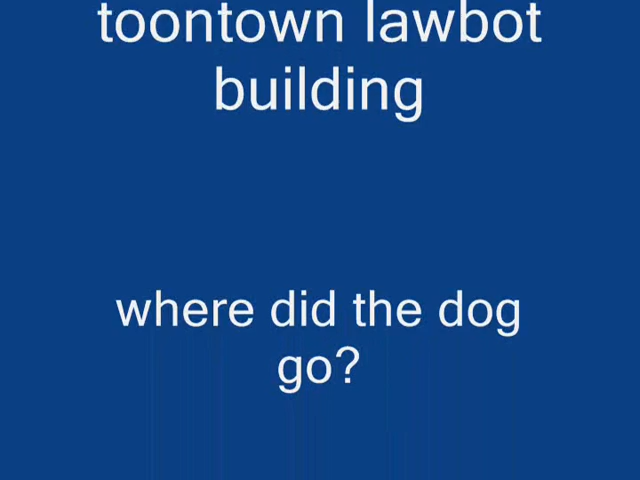 toontown lawbot
building
where did the dog
go?